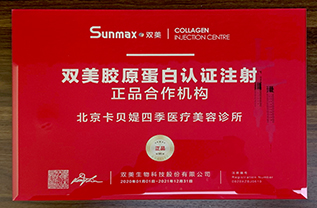 Sunmax 双美 COLLAGEN
INJECTION CENTRE
双美胶原蛋白认证注射
正品合作机构
北京卡贝媞四季医疗美容诊所
正品
双美生物科技股份有限公司
2020年01月01日-2021年12月31日
Registration Number